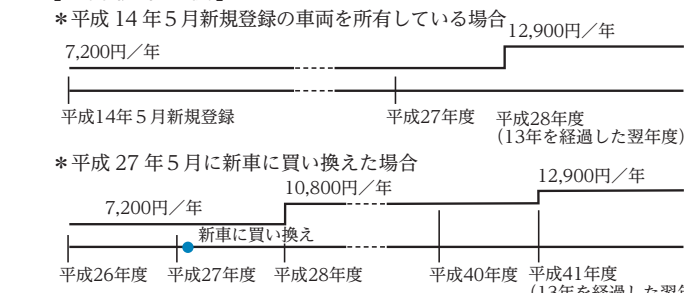 ＊平成 14 年５月新規登録の車両を所有している場合
12,900円／年
7,200円／年
平成14年５月新規登録
平成27年度
平成28年度
（13年を経過した翌年度）
＊平成 27 年５月に新車に買い換えた場合
10,800円／年
12,900円／年
7,200円／年
新車に買い換え
平成26年度
平成27年度
平成28年度
平成40年度
平成41年度